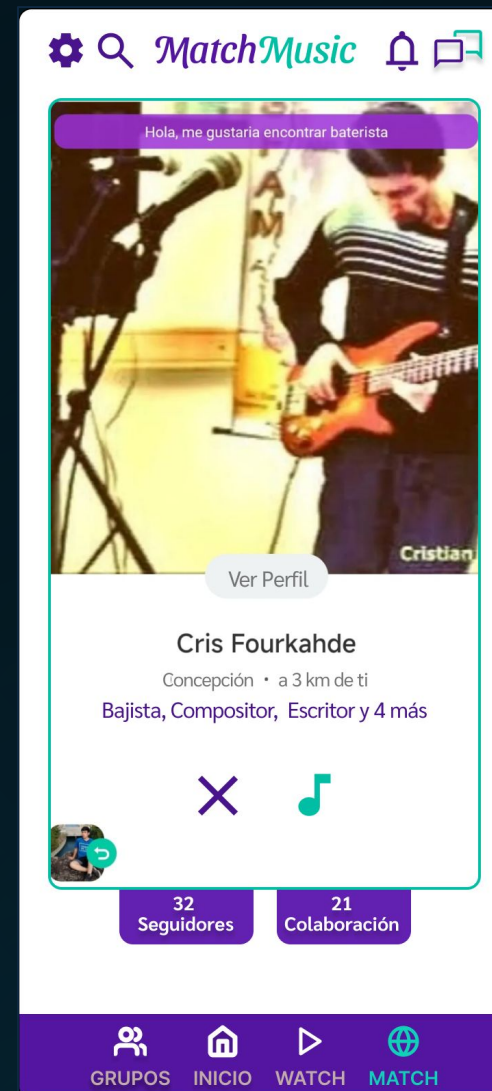 MatchMusic
Hola, me gustaria encontrar baterista
Cristian
Ver Perfil
Cris Fourkahde
Concepción • a 3 km de ti
Bajista, Compositor, Escritor y 4 más
32
Seguidores
21
Colaboración
GRUPOS INICIO WATCH MATCH